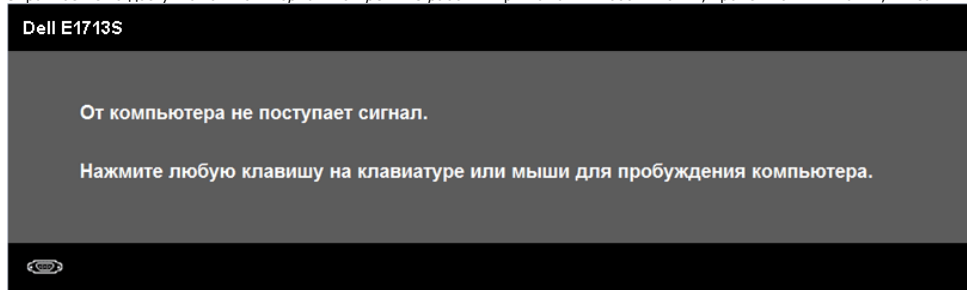 Dell E1713S
От компьютера не поступает сигнал.
Нажмите любую клавишу на клавиатуре или мыши для пробуждения компьютера.